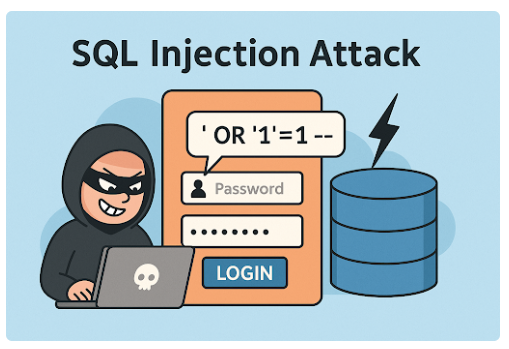 SQL Injection Attack
' OR '1'=1 --
Password
••••••••
LOGIN